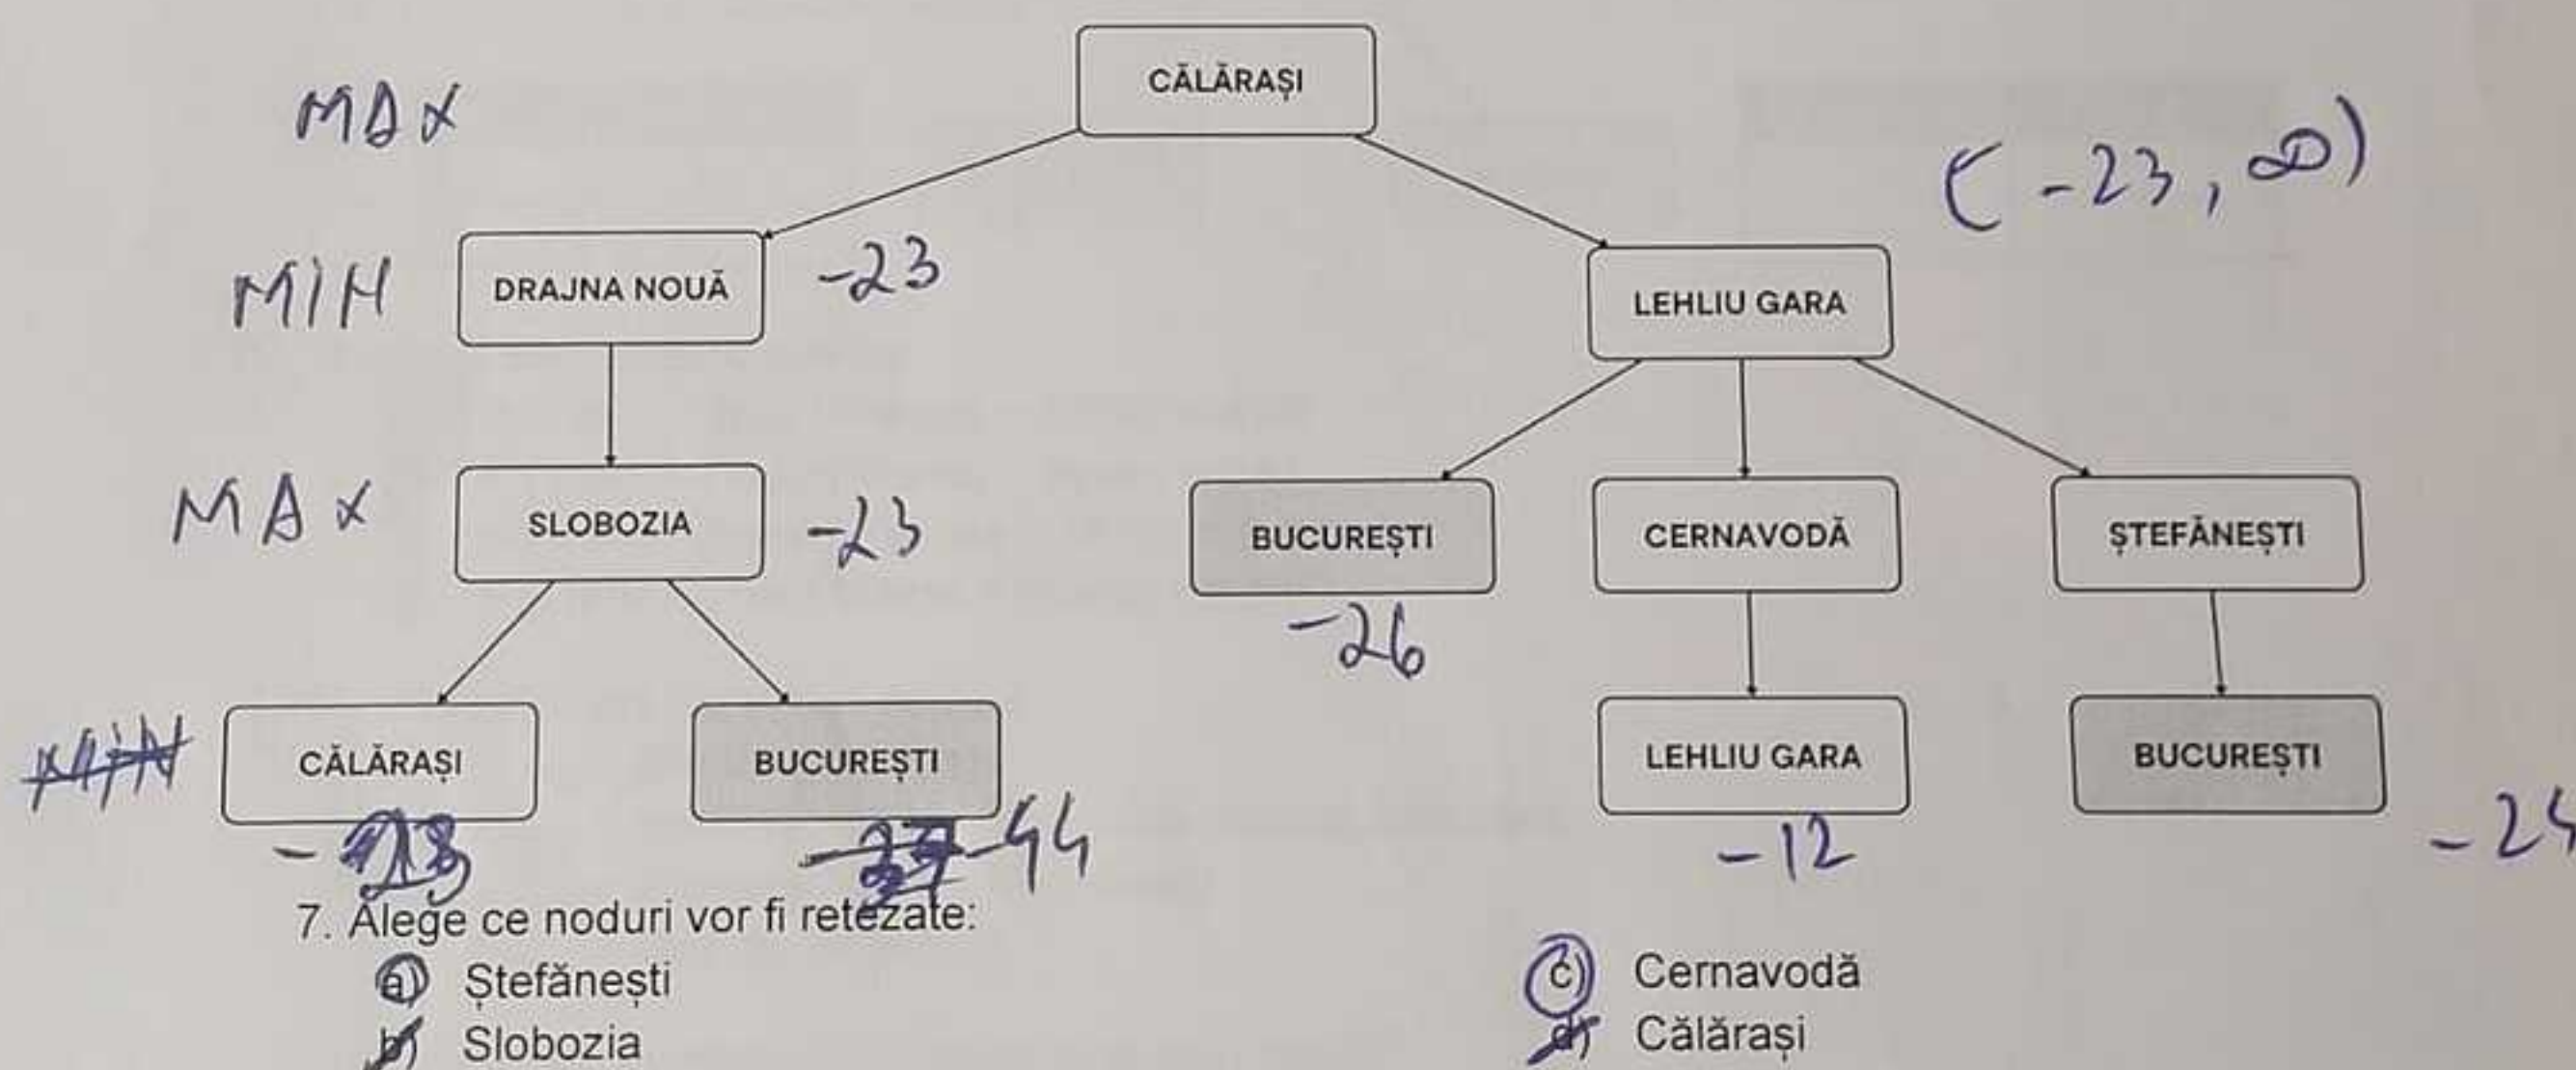 CĂLĂRAȘI
MAX
(-23, ∞)
MIN
DRAJNA NOUĂ
-23
LEHLIU GARA
MAX
SLOBOZIA
-23
BUCUREȘTI
CERNAVODĂ
ȘTEFĂNEȘTI
-26
MIN
CĂLĂRAȘI
BUCUREȘTI
LEHLIU GARA
BUCUREȘTI
-44
-12
7. Alege ce noduri vor fi retezate:
a) Ștefănești
c) Cernavodă
b) Slobozia
d) Călărași